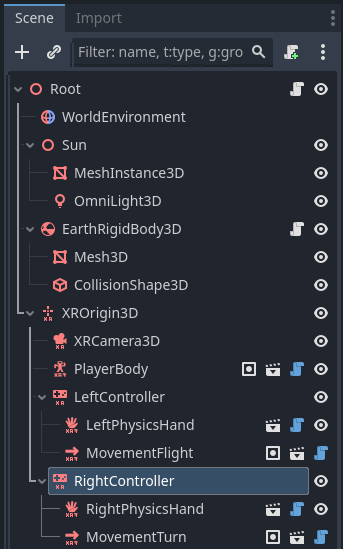 Scene Import
Filter: name, t:type, g:gro
Root
WorldEnvironment
Sun
MeshInstance3D
OmniLight3D
EarthRigidBody3D
Mesh3D
CollisionShape3D
XROrigin3D
XRCamera3D
PlayerBody
LeftController
LeftPhysicsHand
MovementFlight
RightController
RightPhysicsHand
MovementTurn